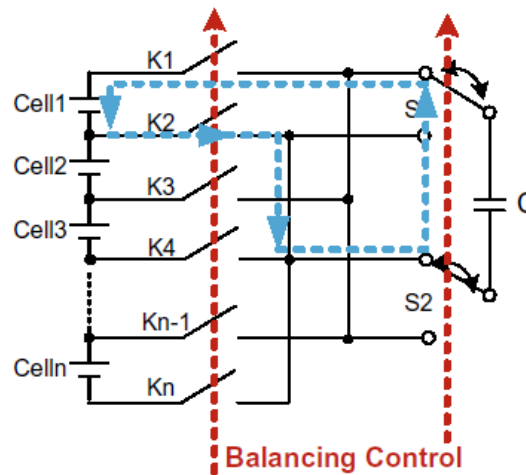 K1
Cell1
S
K2
Cell2
K3
C
Cell3
K4
S2
Kn-1
Celln
Kn
Balancing Control